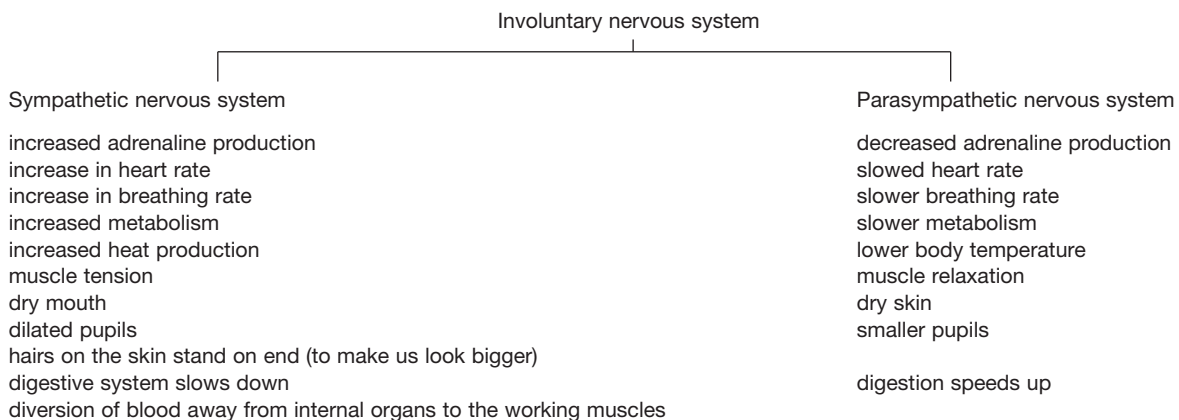 Involuntary nervous system
Sympathetic nervous system
increased adrenaline production
increase in heart rate
increase in breathing rate
increased metabolism
increased heat production
muscle tension
dry mouth
dilated pupils
hairs on the skin stand on end (to make us look bigger)
digestive system slows down
diversion of blood away from internal organs to the working muscles
Parasympathetic nervous system
decreased adrenaline production
slowed heart rate
slower breathing rate
slower metabolism
lower body temperature
muscle relaxation
dry skin
smaller pupils
digestion speeds up